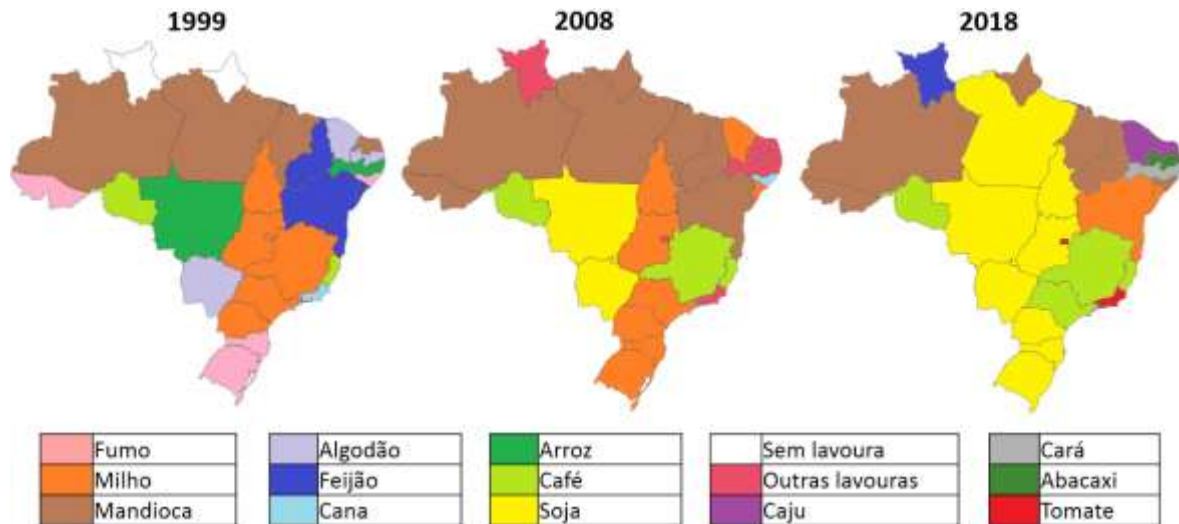 1999 2008 2018
Fumo Algodão Arroz Sem lavoura Cará
Milho Feijão Café Outras lavouras Abacaxi
Mandioca Cana Soja Caju Tomate